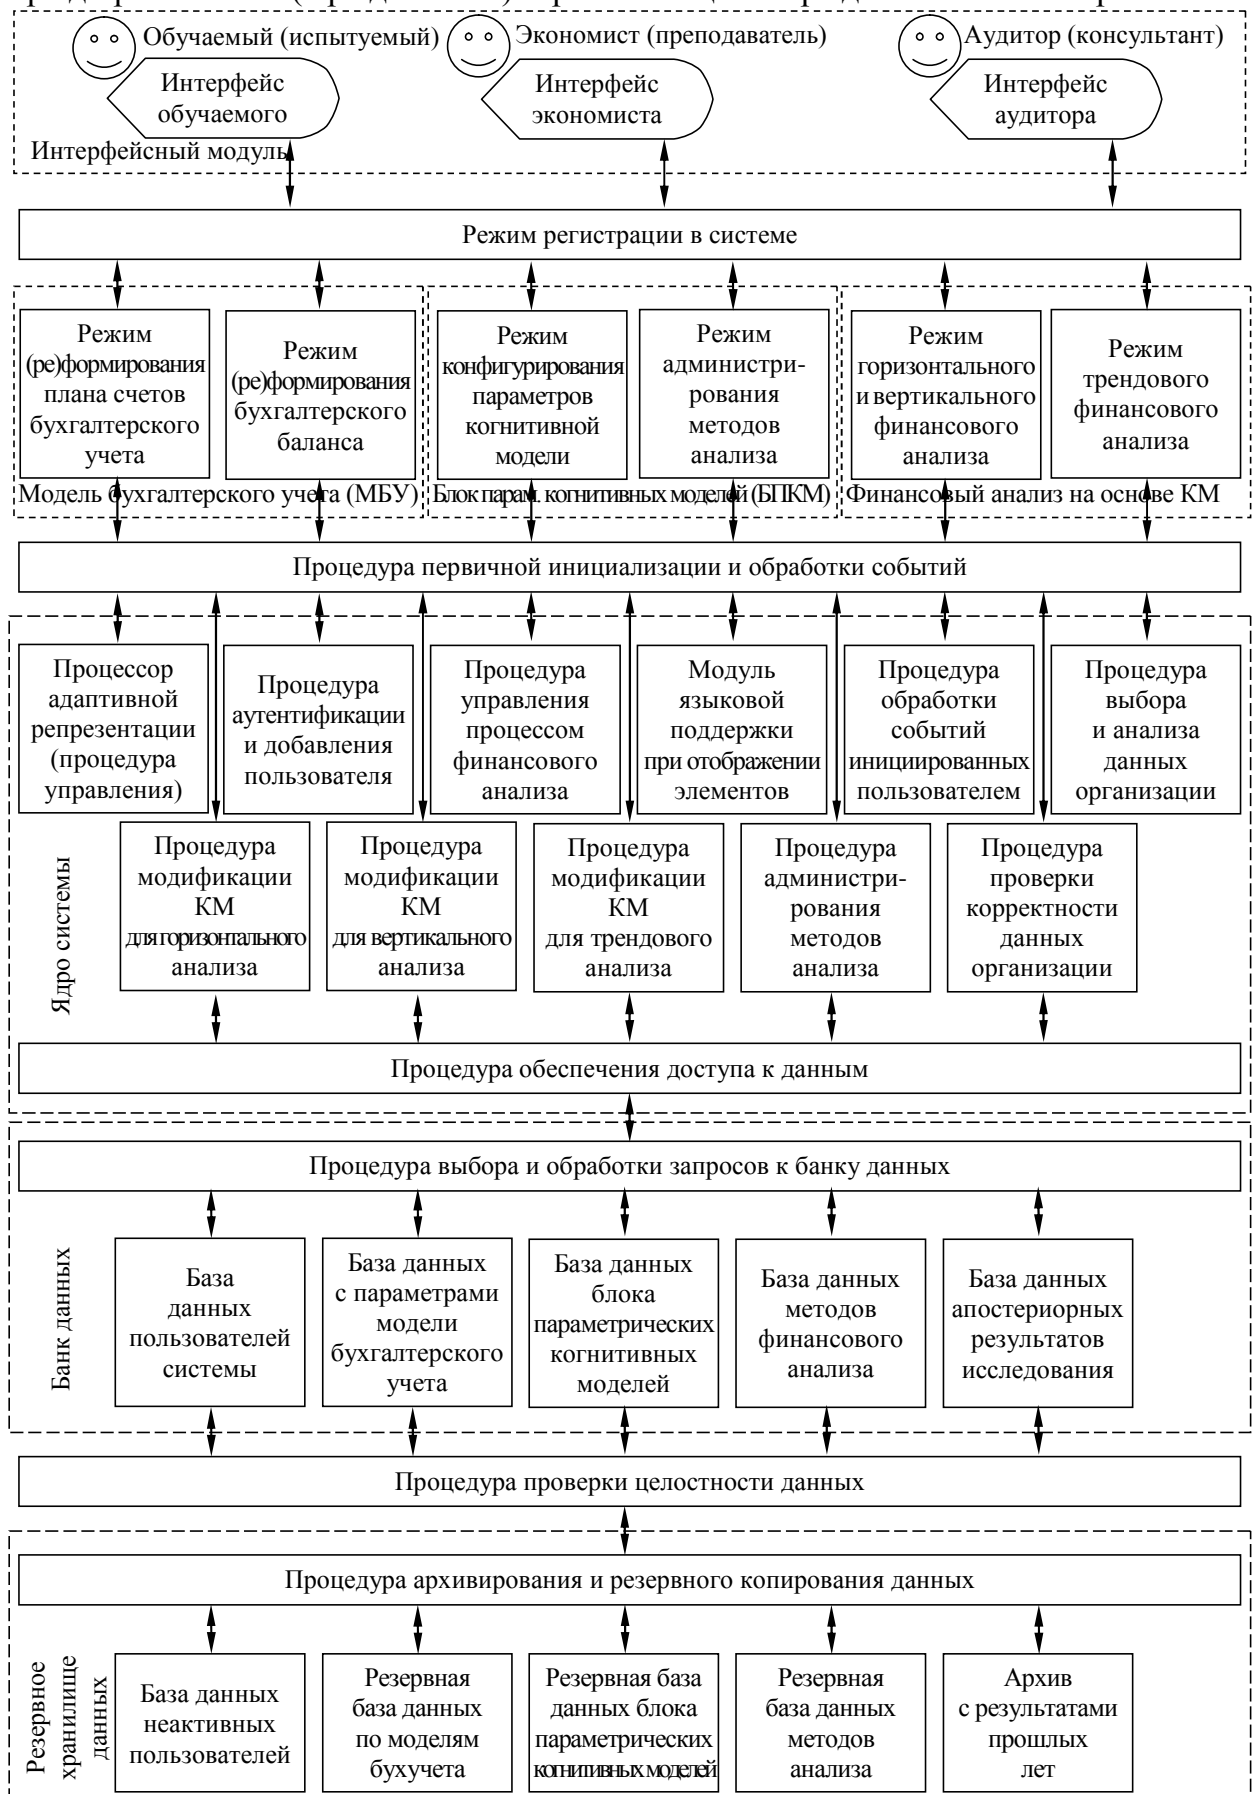 Обучаемый (испытуемый)
Экономист (преподаватель)
Аудитор (консультант)
Интерфейс
обучаемого
Интерфейс
экономиста
Интерфейс
аудитора
Интерфейсный модуль
Режим регистрации в системе
Режим
(ре)формирования
плана счетов
бухгалтерского
учета
Режим
(ре)формирования
бухгалтерского
баланса
Режим
конфигурирования
параметров
когнитивной
модели
Режим
администри-
рования
методов
анализа
Режим
горизонтального
и вертикального
финансового
анализа
Режим
трендового
финансового
анализа
Модель бухгалтерского учета (МБУ)
Блок парам. когнитивных моделей (БПКМ)
Финансовый анализ на основе КМ
Процедура первичной инициализации и обработки событий
Процессор
адаптивной
репрезентации
(процедура
управления)
Процедура
аутентификации
и добавления
пользователя
Процедура
управления
процессом
финансового
анализа
Модуль
языковой
поддержки
при отображении
элементов
Процедура
обработки
событий
инициированных
пользователем
Процедура
выбора
и анализа
данных
организации
Ядро системы
Процедура
модификации
КМ
для горизонтального
анализа
Процедура
модификации
КМ
для вертикального
анализа
Процедура
модификации
КМ
для трендового
анализа
Процедура
администри-
рования
методов
анализа
Процедура
проверки
корректности
данных
организации
Процедура обеспечения доступа к данным
Процедура выбора и обработки запросов к банку данных
Банк данных
База
данных
пользователей
системы
База данных
с параметрами
модели
бухгалтерского
учета
База данных
блока
параметрических
когнитивных
моделей
База данных
методов
финансового
анализа
База данных
апостериорных
результатов
исследования
Процедура проверки целостности данных
Процедура архивирования и резервного копирования данных
Резервное
хранилище
данных
База данных
неактивных
пользователей
Резервная
база данных
по моделям
бухучета
Резервная база
данных блока
параметрических
когнитивных моделей
Резервная
база данных
методов
анализа
Архив
с результатами
прошлых
лет